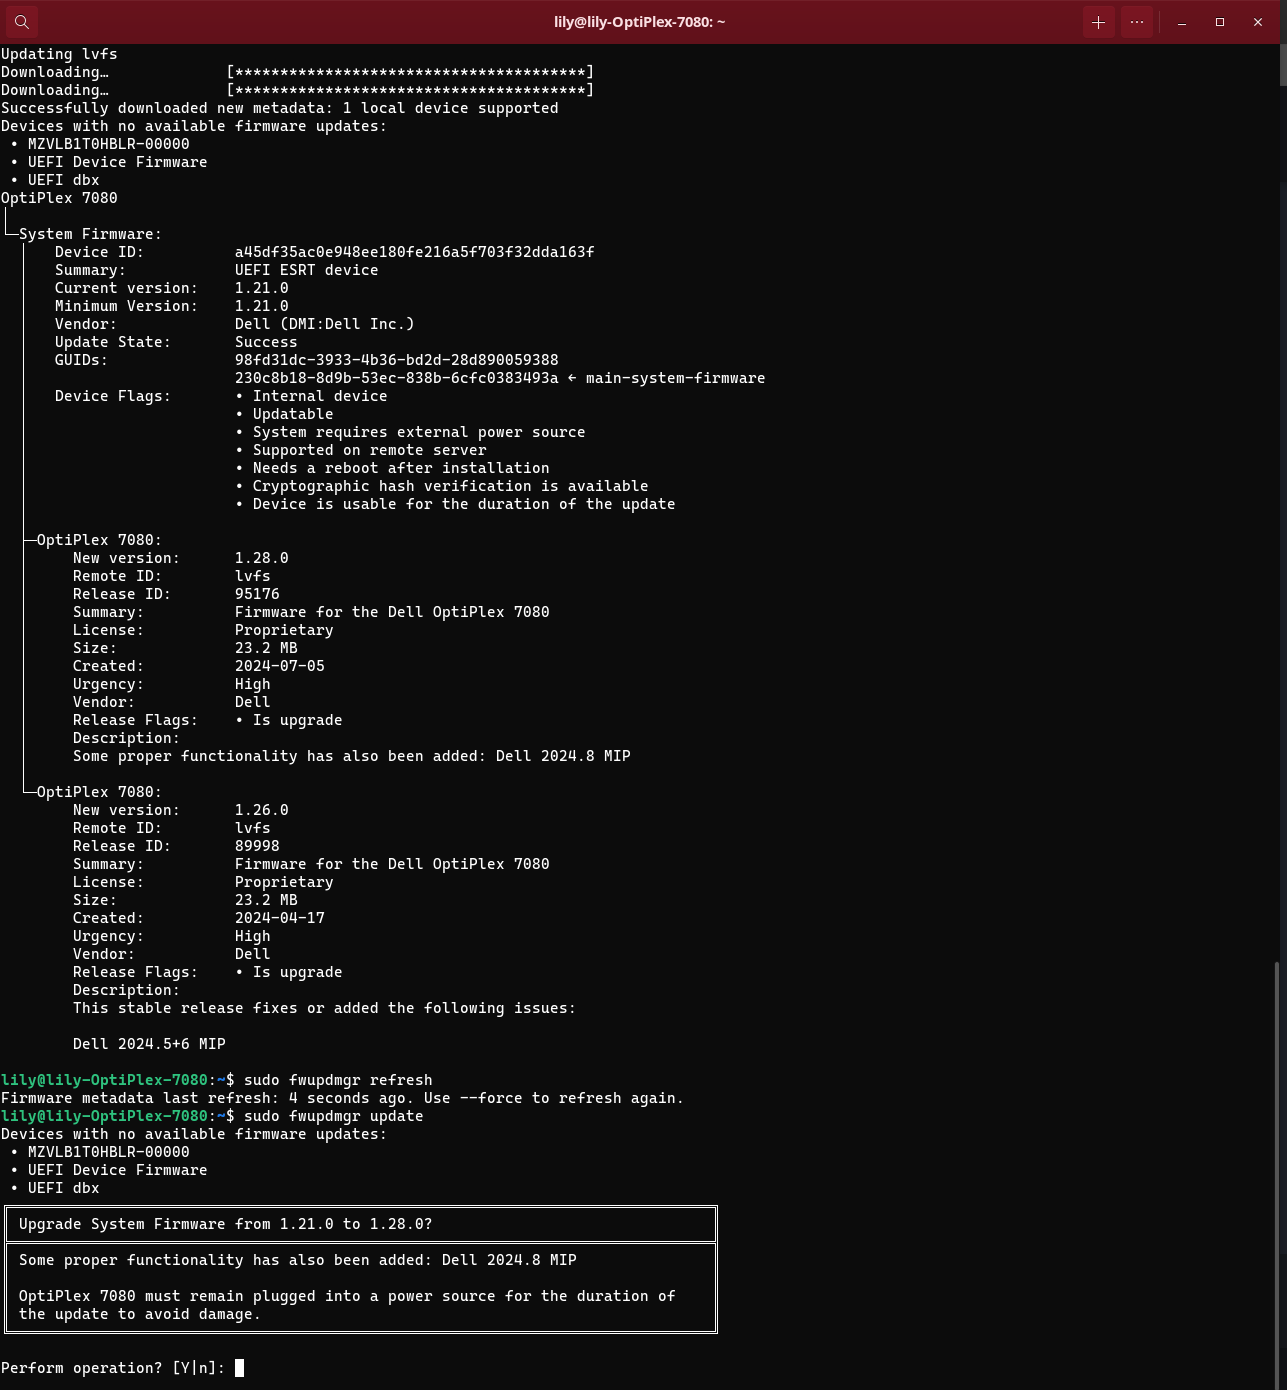 lily@lily-OptiPlex-7080: ~
Updating lvfs
Downloading… [***************************************]
Downloading… [***************************************]
Successfully downloaded new metadata: 1 local device supported
Devices with no available firmware updates:
• MZVLB1T0HBLR-00000
• UEFI Device Firmware
• UEFI dbx
OptiPlex 7080
│
└─System Firmware:
Device ID: a45df35ac0e948ee180fe216a5f703f32dda163f
Summary: UEFI ESRT device
Current version: 1.21.0
Minimum Version: 1.21.0
Vendor: Dell (DMI:Dell Inc.)
Update State: Success
GUIDs: 98fd31dc-3933-4b36-bd2d-28d890059388
230c8b18-8d9b-53ec-838b-6cfc0383493a ← main-system-firmware
Device Flags: • Internal device
• Updatable
• System requires external power source
• Supported on remote server
• Needs a reboot after installation
• Cryptographic hash verification is available
• Device is usable for the duration of the update
├─OptiPlex 7080:
New version: 1.28.0
Remote ID: lvfs
Release ID: 95176
Summary: Firmware for the Dell OptiPlex 7080
License: Proprietary
Size: 23.2 MB
Created: 2024-07-05
Urgency: High
Vendor: Dell
Release Flags: • Is upgrade
Description:
Some proper functionality has also been added: Dell 2024.8 MIP
└─OptiPlex 7080:
New version: 1.26.0
Remote ID: lvfs
Release ID: 89998
Summary: Firmware for the Dell OptiPlex 7080
License: Proprietary
Size: 23.2 MB
Created: 2024-04-17
Urgency: High
Vendor: Dell
Release Flags: • Is upgrade
Description:
This stable release fixes or added the following issues:
Dell 2024.5+6 MIP
lily@lily-OptiPlex-7080:~$ sudo fwupdmgr refresh
Firmware metadata last refresh: 4 seconds ago. Use --force to refresh again.
lily@lily-OptiPlex-7080:~$ sudo fwupdmgr update
Devices with no available firmware updates:
• MZVLB1T0HBLR-00000
• UEFI Device Firmware
• UEFI dbx
Upgrade System Firmware from 1.21.0 to 1.28.0?
Some proper functionality has also been added: Dell 2024.8 MIP
OptiPlex 7080 must remain plugged into a power source for the duration of
the update to avoid damage.
Perform operation? [Y|n]: